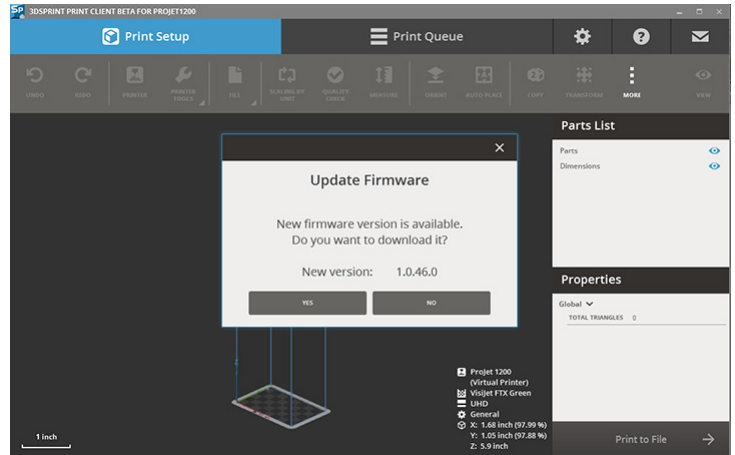 Sp 3DSPRINT PRINT CLIENT BETA FOR PROJET1200
Print Setup
Print Queue
UNDO
REDO
PRINTER
PRINTER TOOLS
FILE
SCALING BY UNIT
QUALITY CHECK
MEASURE
ORIENT
AUTO PLACE
COPY
TRANSFORM
MORE
VIEW
Update Firmware
New firmware version is available.
Do you want to download it?
New version: 1.0.46.0
YES
NO
Parts List
Parts
Dimensions
Properties
Global
TOTAL TRIANGLES 0
ProJet 1200
(Virtual Printer)
VisiJet FTX Green
UHD
General
X: 1.68 inch (97.99 %)
Y: 1.05 inch (97.88 %)
Z: 5.9 inch
1 inch
Print to File